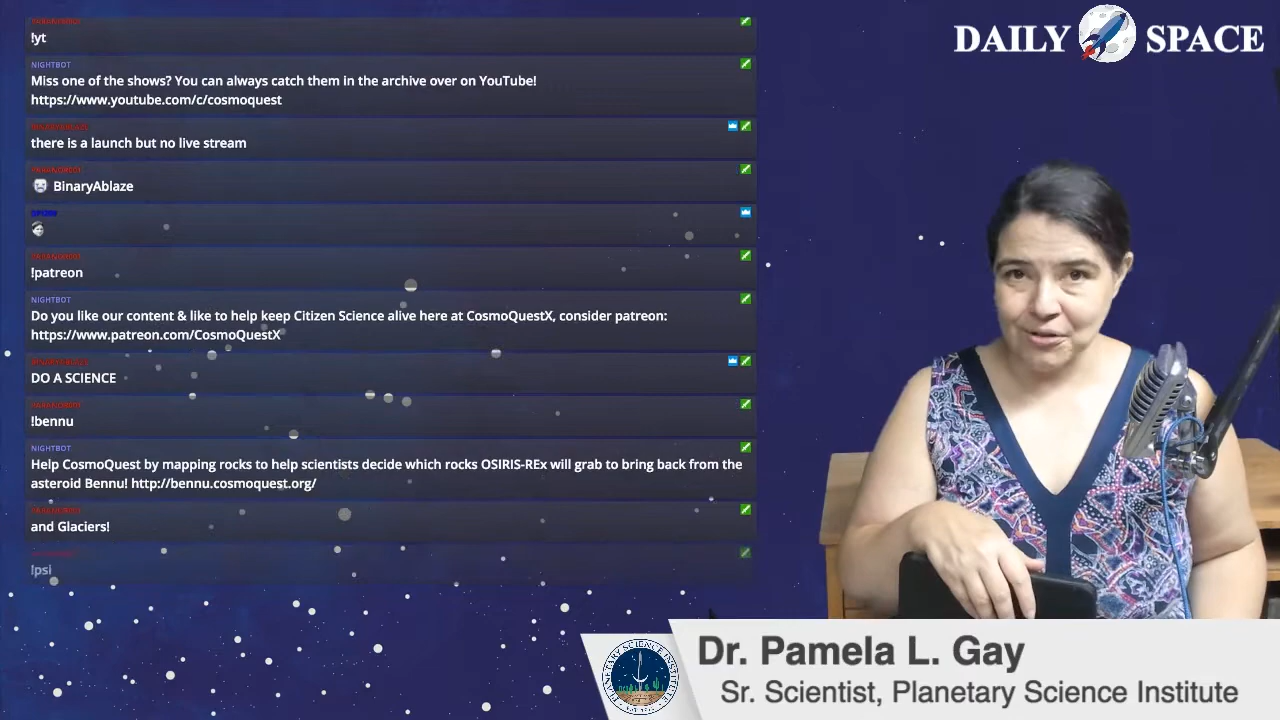 !yt
NIGHTBOT
Miss one of the shows? You can always catch them in the archive over on YouTube!
https://www.youtube.com/c/cosmoquest
there is a launch but no live stream
BinaryAblaze
!patreon
NIGHTBOT
Do you like our content & like to help keep Citizen Science alive here at CosmoQuestX, consider patreon:
https://www.patreon.com/CosmoQuestX
DO A SCIENCE
!bennu
NIGHTBOT
Help CosmoQuest by mapping rocks to help scientists decide which rocks OSIRIS-REx will grab to bring back from the
asteroid Bennu! http://bennu.cosmoquest.org/
and Glaciers!
!psi
DAILY SPACE
Dr. Pamela L. Gay
Sr. Scientist, Planetary Science Institute